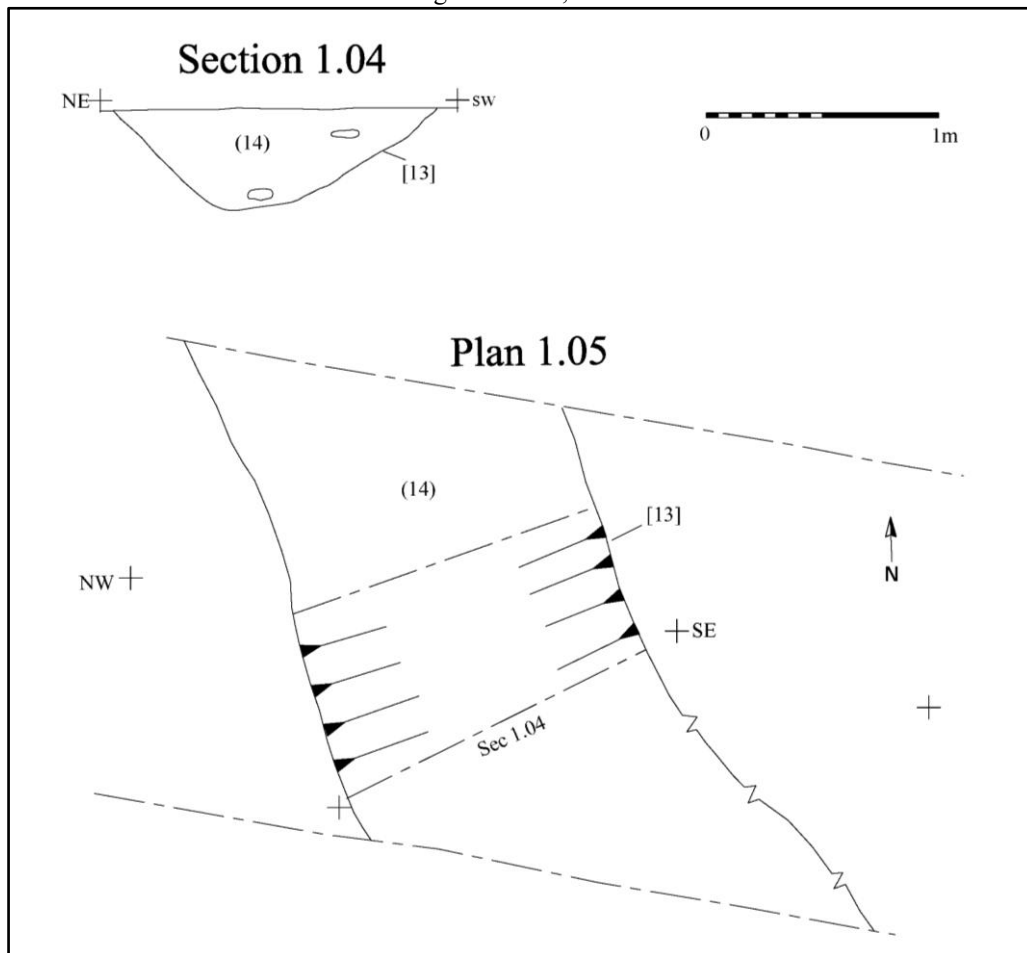 Section 1.04
NE
SW
(14)
[13]
0
1m
Plan 1.05
(14)
[13]
N
NW
SE
Sec 1.04